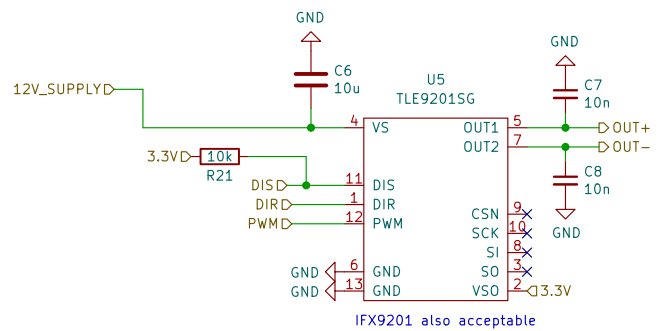 GND
C6
10u
12V_SUPPLY
U5
TLE9201SG
GND
C7
10n
4 VS
OUT1 5
OUT+
OUT2 7
OUT-
3.3V
10k
R21
C8
10n
DIS
11 DIS
DIR
1 DIR
PWM
12 PWM
CSN 9
SCK 10
GND
SI 8
GND
6 GND
SO 3
GND
13 GND
VSO 2
3.3V
IFX9201 also acceptable